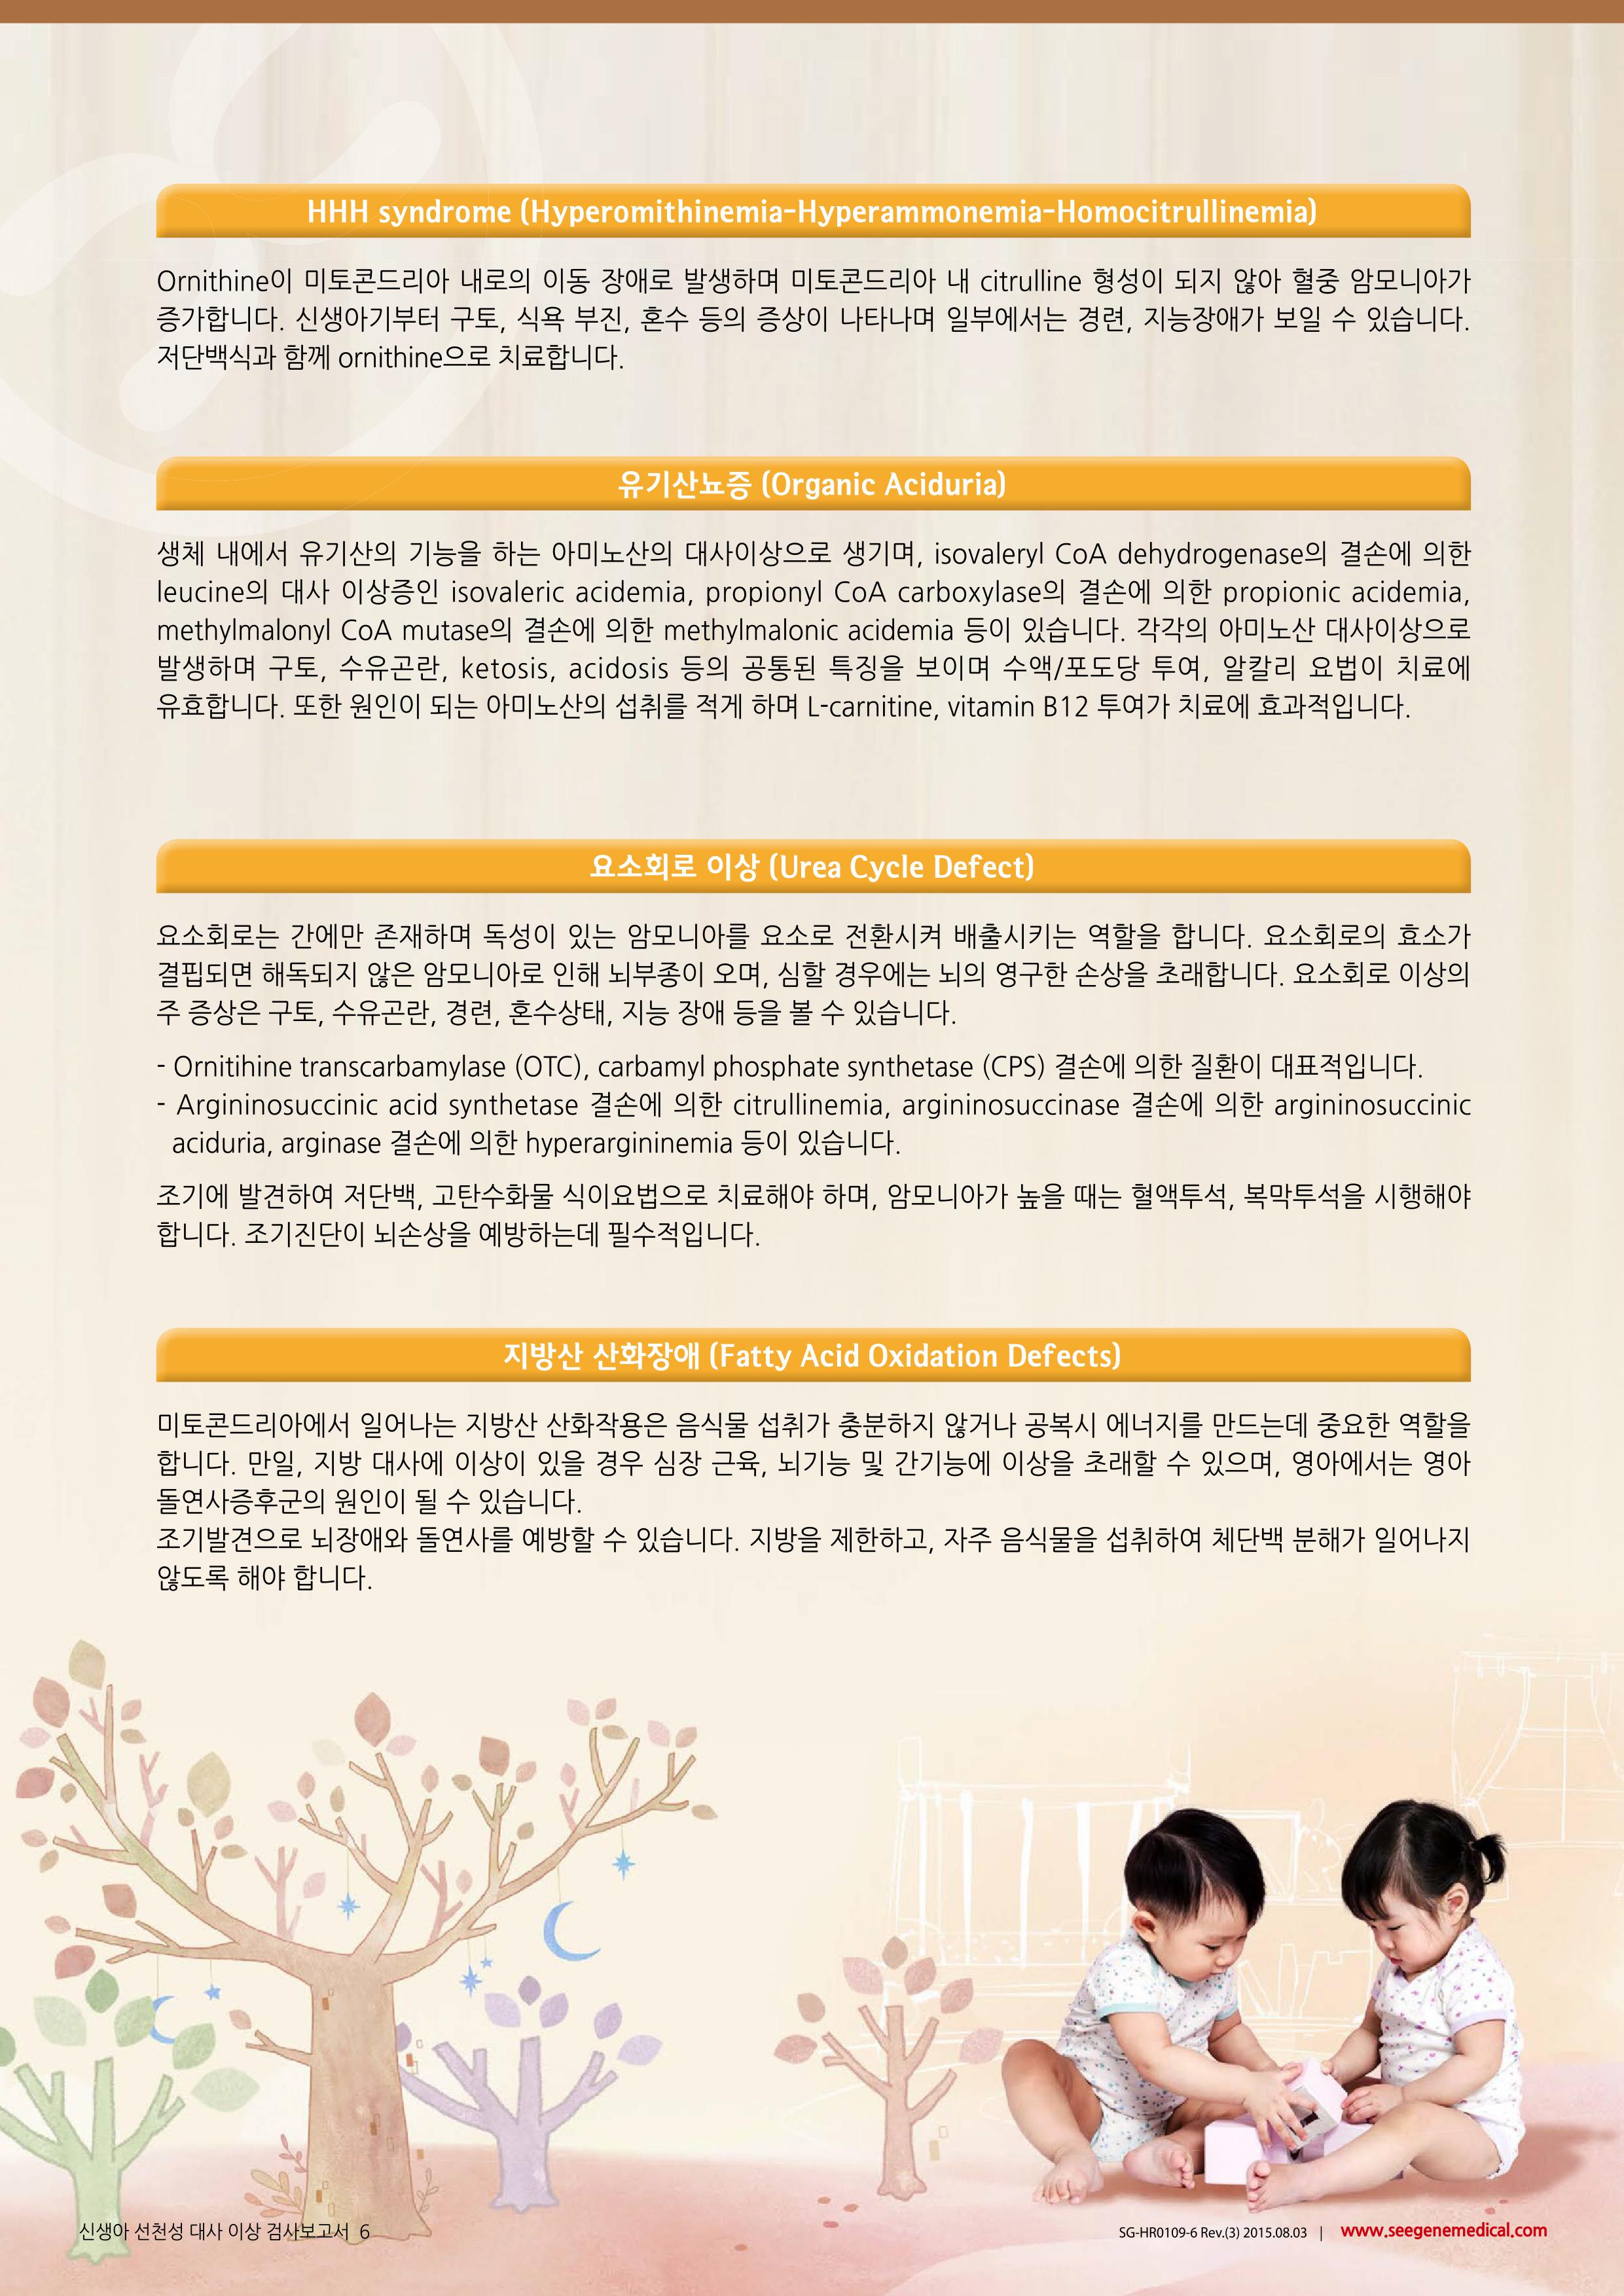 HHH syndrome (Hyperomithinemia-Hyperammonemia-Homocitrullinemia)
Ornithine이 미토콘드리아 내로의 이동 장애로 발생하며 미토콘드리아 내 citrulline 형성이 되지 않아 혈중 암모니아가
증가합니다. 신생아기부터 구토, 식욕 부진, 혼수 등의 증상이 나타나며 일부에서는 경련, 지능장애가 보일 수 있습니다.
저단백식과 함께 ornithine으로 치료합니다.
유기산뇨증 (Organic Aciduria)
생체 내에서 유기산의 기능을 하는 아미노산의 대사이상으로 생기며, isovaleryl CoA dehydrogenase의 결손에 의한
leucine의 대사 이상증인 isovaleric acidemia, propionyl CoA carboxylase의 결손에 의한 propionic acidemia,
methylmalonyl CoA mutase의 결손에 의한 methylmalonic acidemia 등이 있습니다. 각각의 아미노산 대사이상으로
발생하며 구토, 수유곤란, ketosis, acidosis 등의 공통된 특징을 보이며 수액/포도당 투여, 알칼리 요법이 치료에
유효합니다. 또한 원인이 되는 아미노산의 섭취를 적게 하며 L-carnitine, vitamin B12 투여가 치료에 효과적입니다.
요소회로 이상 (Urea Cycle Defect)
요소회로는 간에만 존재하며 독성이 있는 암모니아를 요소로 전환시켜 배출시키는 역할을 합니다. 요소회로의 효소가
결핍되면 해독되지 않은 암모니아로 인해 뇌부종이 오며, 심할 경우에는 뇌의 영구한 손상을 초래합니다. 요소회로 이상의
주 증상은 구토, 수유곤란, 경련, 혼수상태, 지능 장애 등을 볼 수 있습니다.
- Ornitihine transcarbamylase (OTC), carbamyl phosphate synthetase (CPS) 결손에 의한 질환이 대표적입니다.
- Argininosuccinic acid synthetase 결손에 의한 citrullinemia, argininosuccinase 결손에 의한 argininosuccinic
aciduria, arginase 결손에 의한 hyperargininemia 등이 있습니다.
조기에 발견하여 저단백, 고탄수화물 식이요법으로 치료해야 하며, 암모니아가 높을 때는 혈액투석, 복막투석을 시행해야
합니다. 조기진단이 뇌손상을 예방하는데 필수적입니다.
지방산 산화장애 (Fatty Acid Oxidation Defects)
미토콘드리아에서 일어나는 지방산 산화작용은 음식물 섭취가 충분하지 않거나 공복시 에너지를 만드는데 중요한 역할을
합니다. 만일, 지방 대사에 이상이 있을 경우 심장 근육, 뇌기능 및 간기능에 이상을 초래할 수 있으며, 영아에서는 영아
돌연사증후군의 원인이 될 수 있습니다.
조기발견으로 뇌장애와 돌연사를 예방할 수 있습니다. 지방을 제한하고, 자주 음식물을 섭취하여 체단백 분해가 일어나지
않도록 해야 합니다.
신생아 선천성 대사 이상 검사보고서 6
SG-HR0109-6 Rev.(3) 2015.08.03 | www.seegenemedical.com